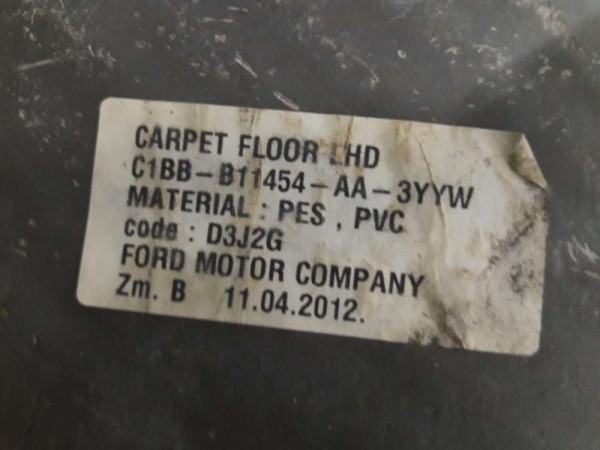 CARPET FLOOR LHD
C1BB-B11454-AA-3YYW
MATERIAL : PES , PVC
code : D3J2G
FORD MOTOR COMPANY
Zm. B 11.04.2012.